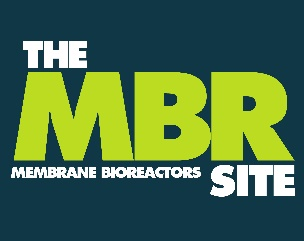 THE
MBR
MEMBRANE BIOREACTORS
SITE